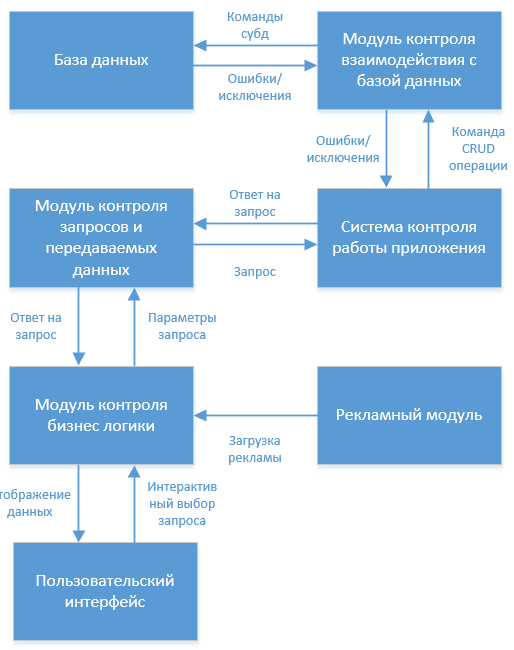 База данных
Команды
субд
Ошибки/
исключения
Модуль контроля
взаимодействия с
базой данных
Ошибки/
исключения
Команда
CRUD
операции
Модуль контроля
запросов и
передаваемых
данных
Ответ на
запрос
Запрос
Система контроля
работы приложения
Ответ на
запрос
Параметры
запроса
Модуль контроля
бизнес логики
Загрузка
рекламы
Рекламный модуль
тображение
данных
Интерактив
ный выбор
запроса
Пользовательский
интерфейс